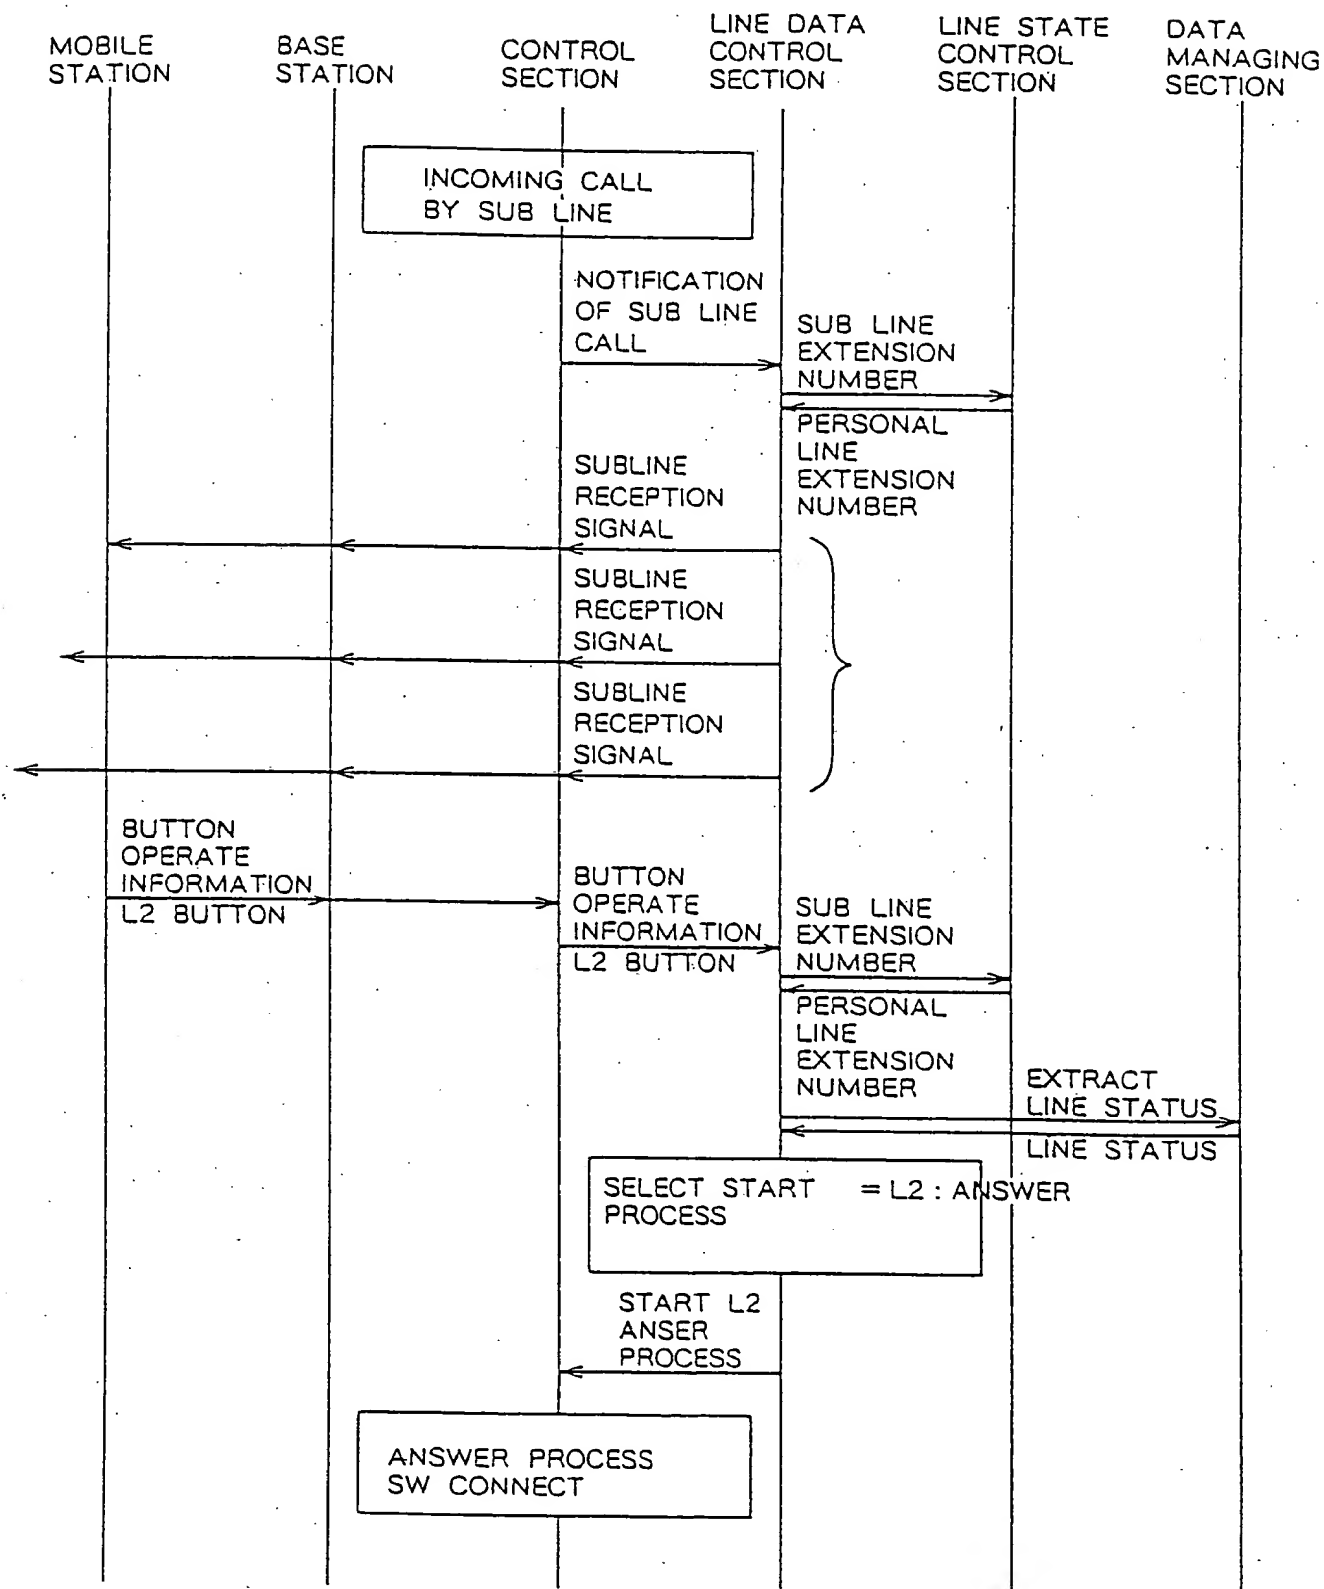 MOBILE
STATION
BASE
STATION
CONTROL
SECTION
LINE DATA
CONTROL
SECTION
LINE STATE
CONTROL
SECTION
DATA
MANAGING
SECTION
INCOMING CALL
BY SUB LINE
NOTIFICATION
OF SUB LINE
CALL
SUB LINE
EXTENSION
NUMBER
PERSONAL
LINE
EXTENSION
NUMBER
SUBLINE
RECEPTION
SIGNAL
SUBLINE
RECEPTION
SIGNAL
SUBLINE
RECEPTION
SIGNAL
BUTTON
OPERATE
INFORMATION
L2 BUTTON
BUTTON
OPERATE
INFORMATION
L2 BUTTON
SUB LINE
EXTENSION
NUMBER
PERSONAL
LINE
EXTENSION
NUMBER
EXTRACT
LINE STATUS
LINE STATUS
SELECT START = L2 : ANSWER
PROCESS
START L2
ANSER
PROCESS
ANSWER PROCESS
SW CONNECT